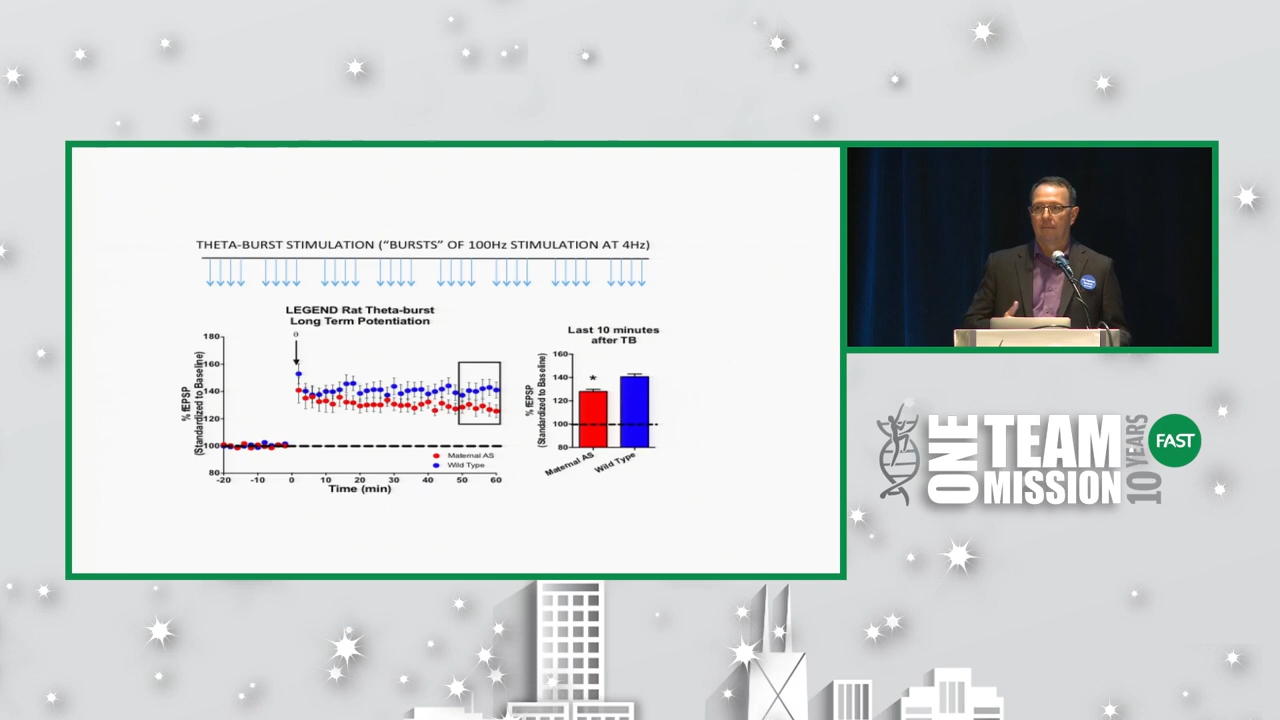 THETA-BURST STIMULATION ("BURSTS" OF 100Hz STIMULATION AT 4Hz)
LEGEND Rat Theta-burst
Long Term Potentiation
θ
% fEPSP
(Standardized to Baseline)
180
160
140
120
100
80
-20
-10
0
10
20
30
40
50
60
Time (min)
Maternal AS
Wild Type
Last 10 minutes
after TB
% fEPSP
(Standardized to Baseline)
160
140
120
100
80
*
Maternal AS
Wild Type
ONE
TEAM
MISSION
10 YEARS
FAST